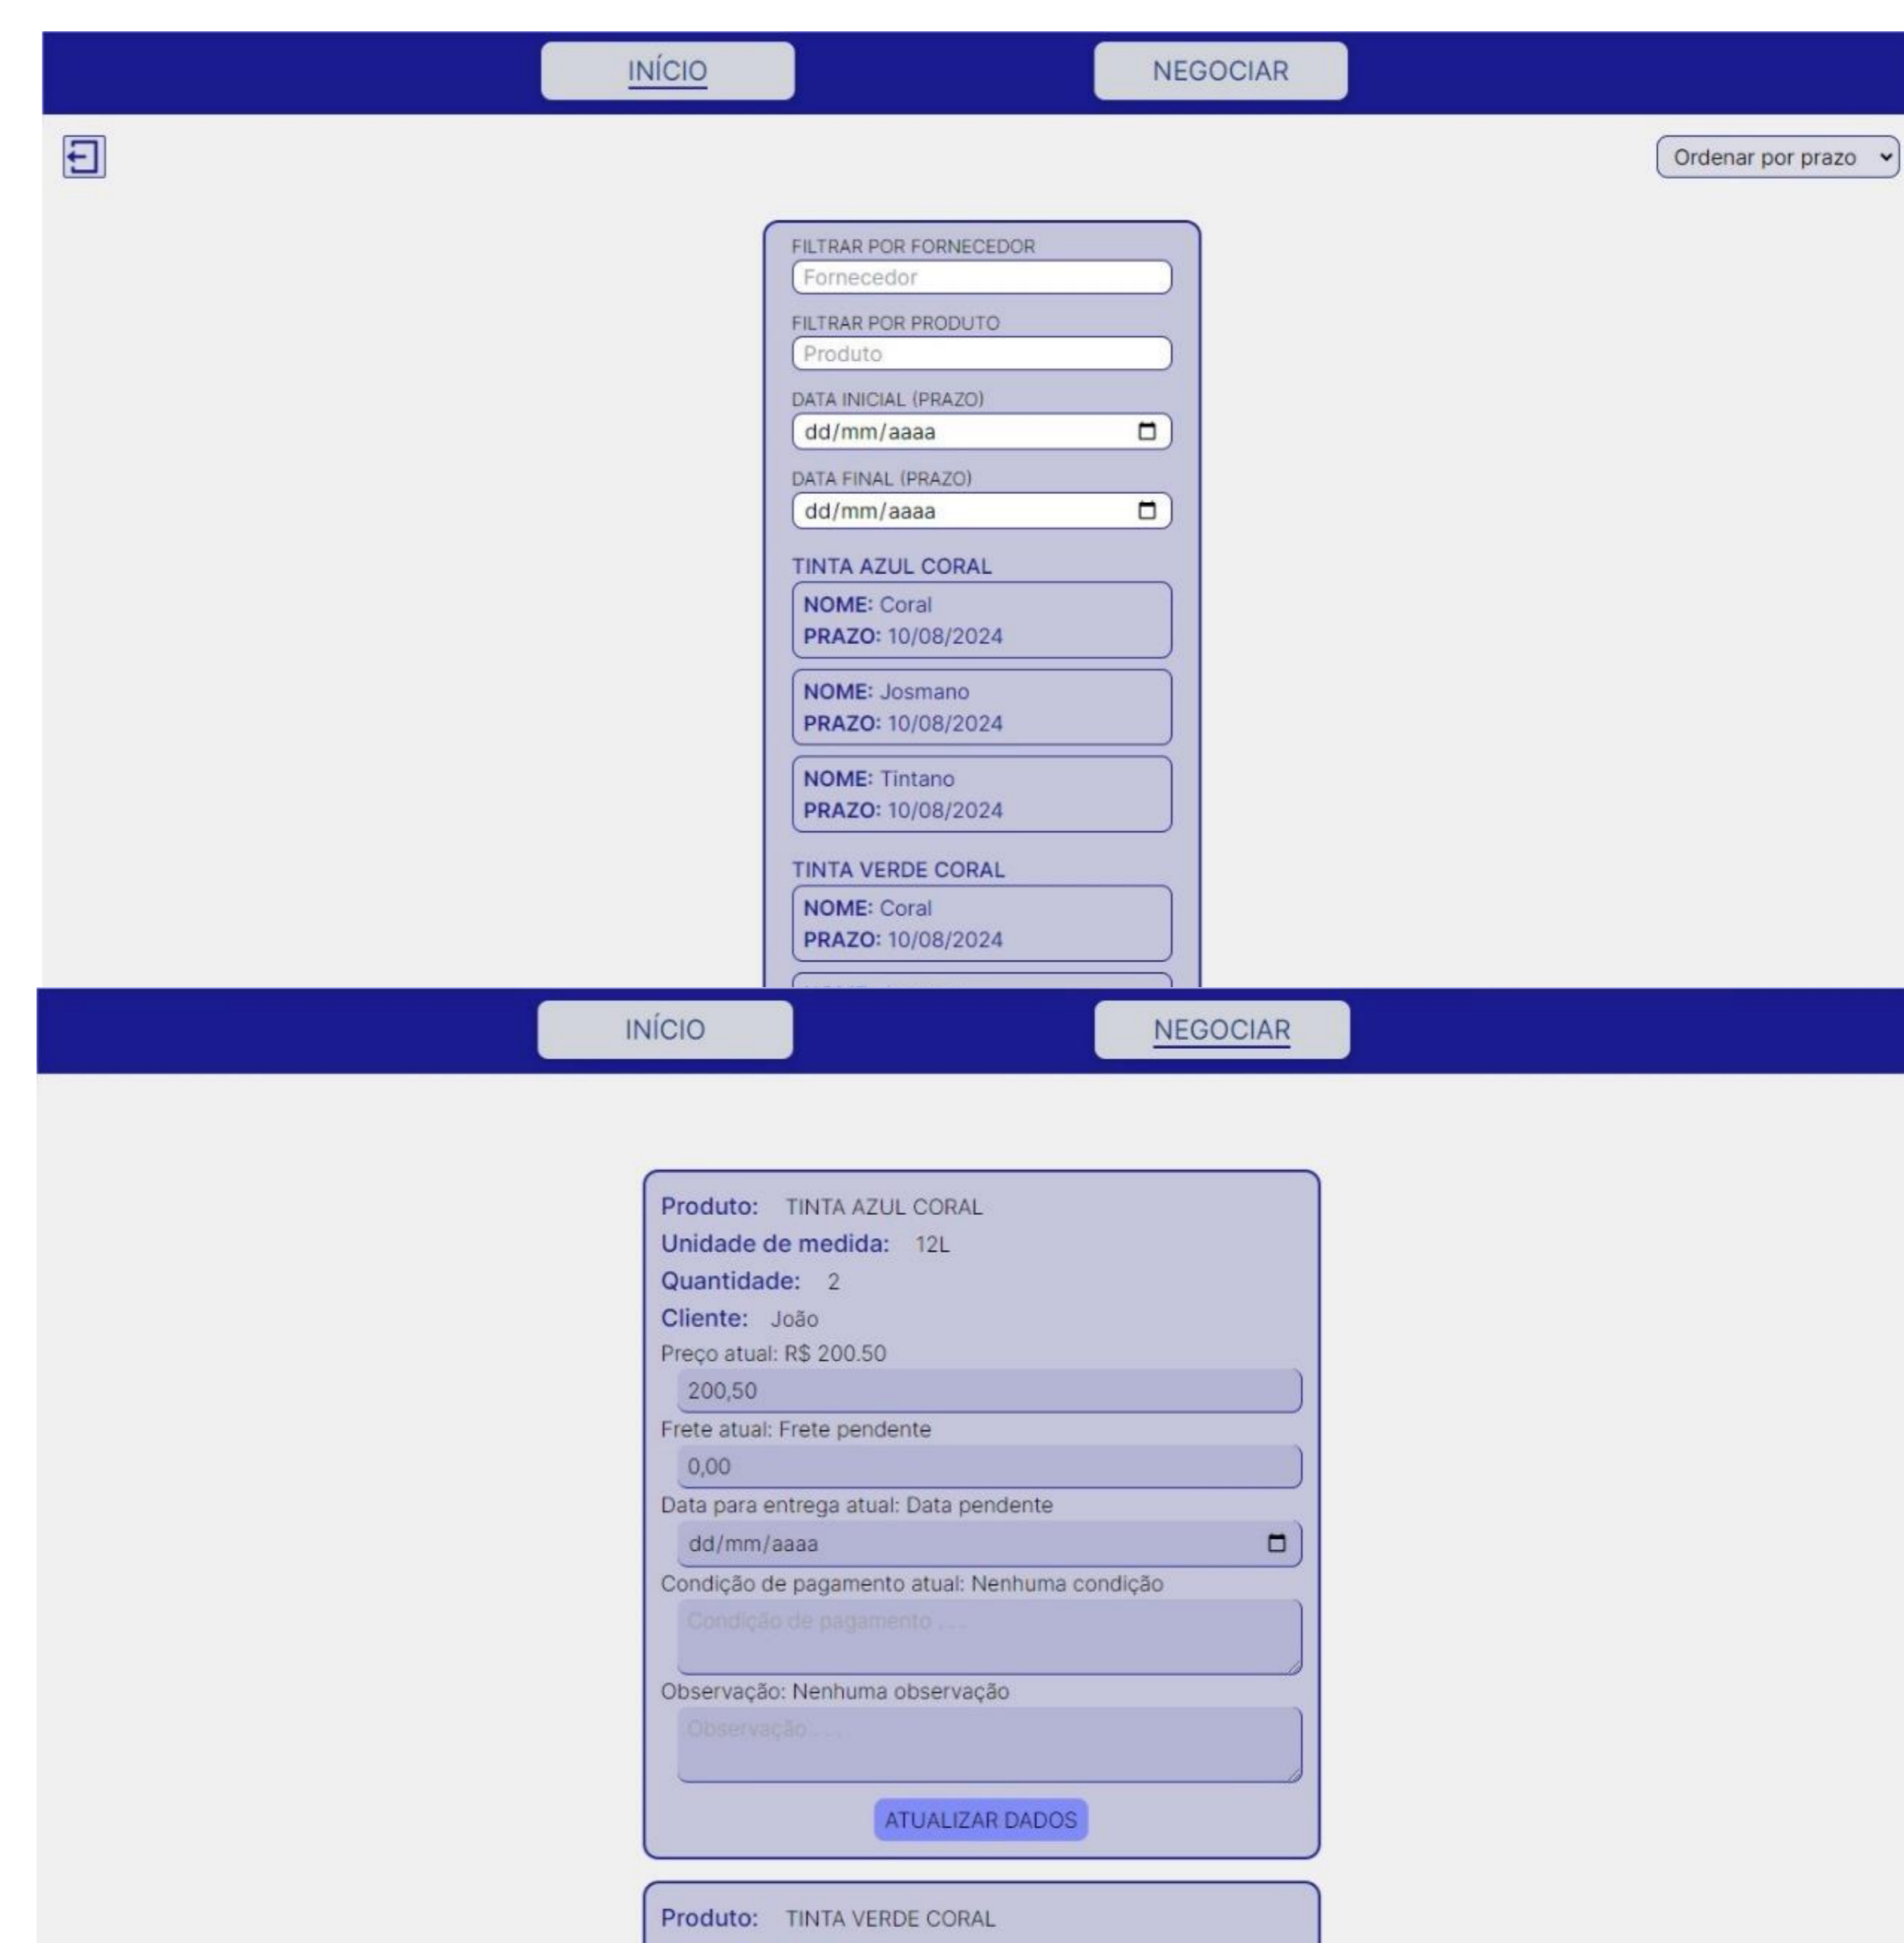 INÍCIO NEGOCIAR
Ordenar por prazo
FILTRAR POR FORNECEDOR
Fornecedor
FILTRAR POR PRODUTO
Produto
DATA INICIAL (PRAZO)
dd/mm/aaaa
DATA FINAL (PRAZO)
dd/mm/aaaa
TINTA AZUL CORAL
NOME: Coral
PRAZO: 10/08/2024
NOME: Josmano
PRAZO: 10/08/2024
NOME: Tintano
PRAZO: 10/08/2024
TINTA VERDE CORAL
NOME: Coral
PRAZO: 10/08/2024
INÍCIO NEGOCIAR
Produto: TINTA AZUL CORAL
Unidade de medida: 12L
Quantidade: 2
Cliente: João
Preço atual: R$ 200.50
200,50
Frete atual: Frete pendente
0,00
Data para entrega atual: Data pendente
dd/mm/aaaa
Condição de pagamento atual: Nenhuma condição
Condição de pagamento . . .
Observação: Nenhuma observação
Observação . . .
ATUALIZAR DADOS
Produto: TINTA VERDE CORAL